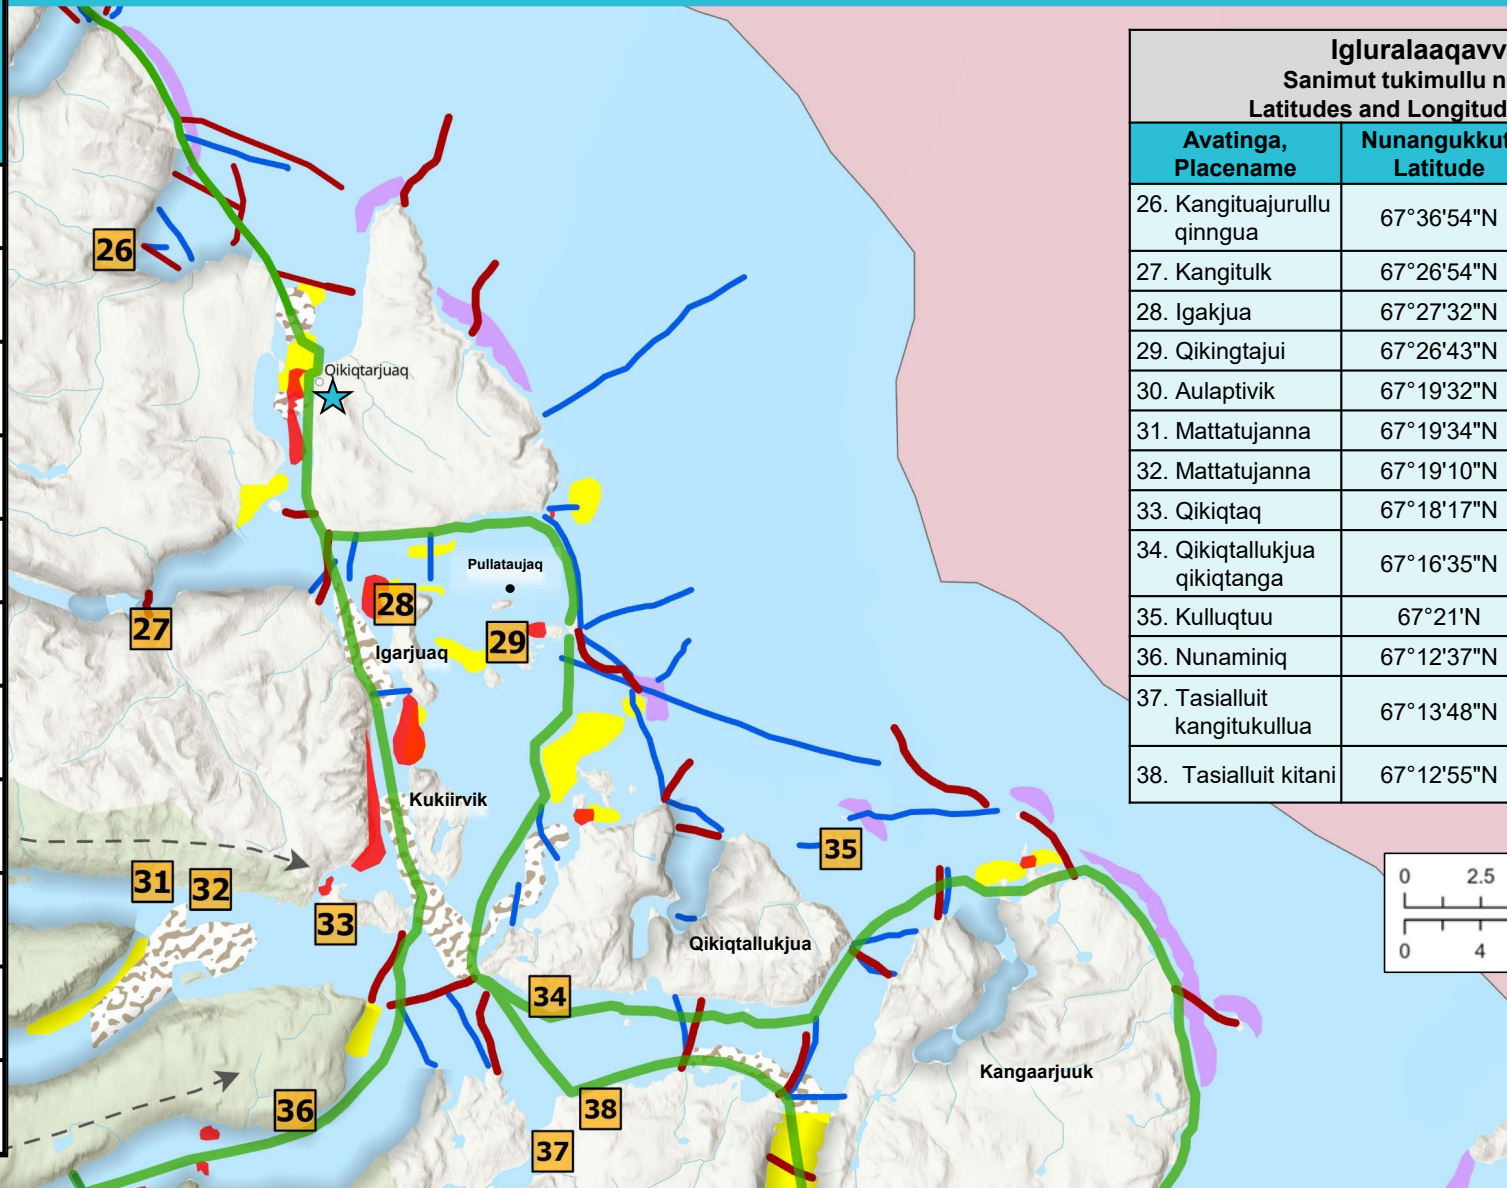 Igluralaaqavv
Sanimut tukimullu n
Latitudes and Longitud
Avatinga,
Placename
Nunangukkut
Latitude
26. Kangituajurullu
qinngua
67°36'54"N
27. Kangitulk
67°26'54"N
28. Igakjua
67°27'32"N
29. Qikingtajui
67°26'43"N
30. Aulaptivik
67°19'32"N
31. Mattatujanna
67°19'34"N
32. Mattatujanna
67°19'10"N
33. Qikiqtaq
67°18'17"N
34. Qikiqtallukjua
qikiqtanga
67°16'35"N
35. Kulluqtuu
67°21'N
36. Nunaminiq
67°12'37"N
37. Tasialluit
kangitukullua
67°13'48"N
38. Tasialluit kitani
67°12'55"N
26
Qikiqtarjuaq
Pullataujaq
28
27
29
Igarjuaq
Kukiirvik
35
31
32
33
Qikiqtallukjua
34
Kangaarjuuk
36
38
37
0 2.5
0 4